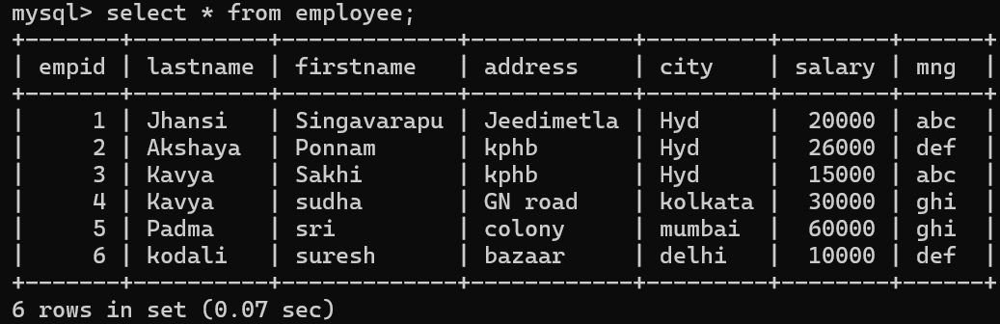 mysql> select * from employee;
+-------+----------+-------------+------------+---------+--------+------+
| empid | lastname | firstname   | address    | city    | salary | mng  |
+-------+----------+-------------+------------+---------+--------+------+
|     1 | Jhansi   | Singavarapu | Jeedimetla | Hyd     |  20000 | abc  |
|     2 | Akshaya  | Ponnam      | kphb       | Hyd     |  26000 | def  |
|     3 | Kavya    | Sakhi       | kphb       | Hyd     |  15000 | abc  |
|     4 | Kavya    | sudha       | GN road    | kolkata |  30000 | ghi  |
|     5 | Padma    | sri         | colony     | mumbai  |  60000 | ghi  |
|     6 | kodali   | suresh      | bazaar     | delhi   |  10000 | def  |
+-------+----------+-------------+------------+---------+--------+------+
6 rows in set (0.07 sec)